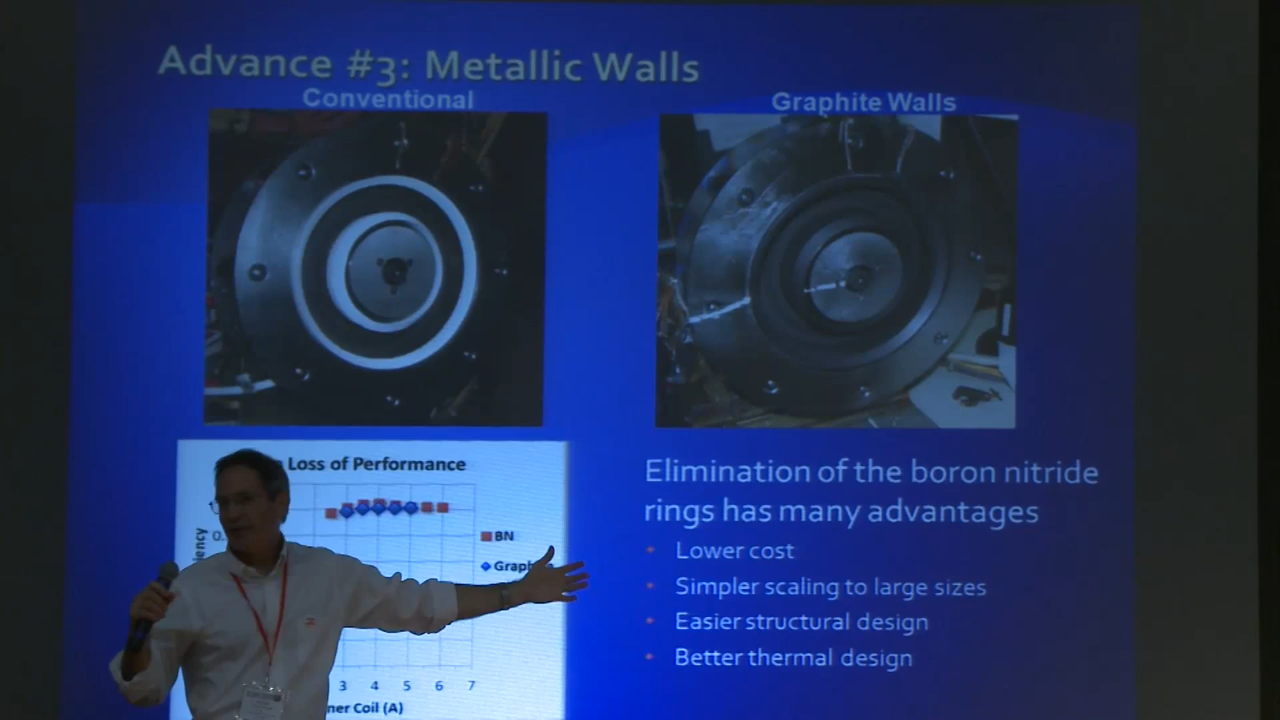 Advance #3: Metallic Walls
Conventional
Graphite Walls
Loss of Performance
0.
BN
3 4 5 6 7
Elimination of the boron nitride
rings has many advantages
Lower cost
Simpler scaling to large sizes
Easier structural design
Better thermal design
Coil (A)